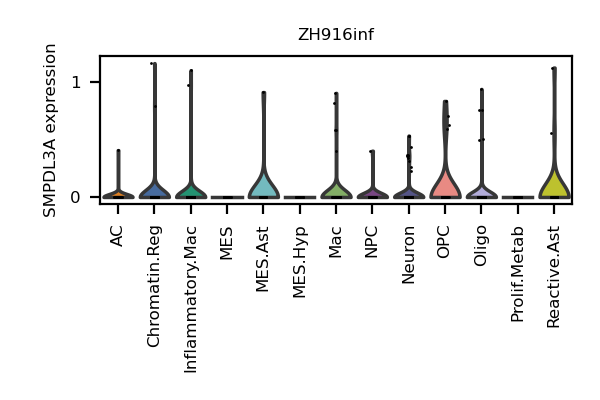 ZH916inf
SMPDL3A expression
1
0
AC
Chromatin.Reg
Inflammatory.Mac
MES
MES.Ast
MES.Hyp
Mac
NPC
Neuron
OPC
Oligo
Prolif.Metab
Reactive.Ast